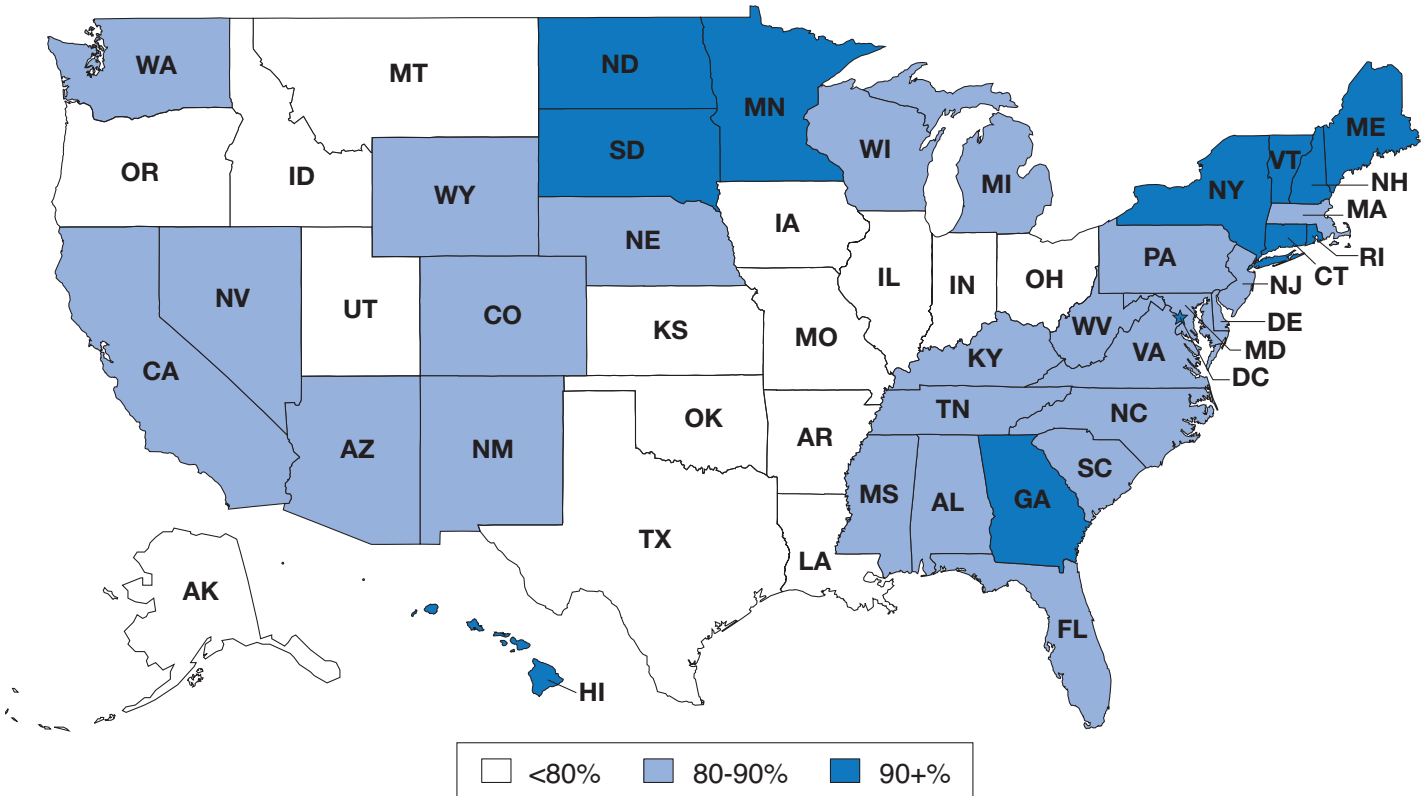 WA
MT
ND
MN
ME
VT
OR
ID
SD
WI
NY
NH
WY
MI
MA
IA
NE
PA
RI
CT
NV
UT
CO
IL
IN
OH
NJ
DE
WV
KS
MO
KY
VA
MD
CA
DC
TN
NC
OK
AR
AZ
NM
SC
MS
AL
GA
TX
LA
AK
FL
HI
<80%
80-90%
90+%